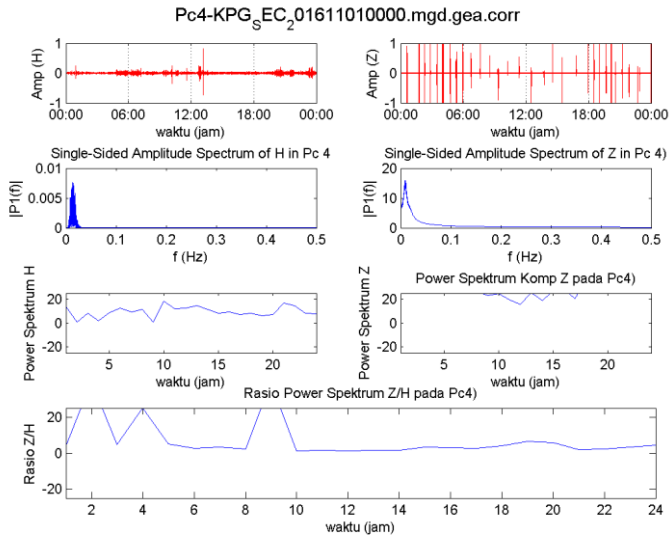 Pc4-KPG_SEC_201611010000.mgd.gea.corr
Amp (H)
1
0
-1
00:00 06:00 12:00 18:00 00:00
waktu (jam)
Amp (Z)
1
0
-1
00:00 06:00 12:00 18:00 00:00
waktu (jam)
Single-Sided Amplitude Spectrum of H in Pc 4
|P1(f)|
0.01
0.005
0
0 0.1 0.2 0.3 0.4 0.5
f (Hz)
Single-Sided Amplitude Spectrum of Z in Pc 4)
|P1(f)|
20
10
0
0 0.1 0.2 0.3 0.4 0.5
f (Hz)
Power Spektrum H
20
0
-20
5 10 15 20
waktu (jam)
Power Spektrum Komp Z pada Pc4)
Power Spektrum Z
20
0
-20
5 10 15 20
waktu (jam)
Rasio Power Spektrum Z/H pada Pc4)
Rasio Z/H
20
0
-20
2 4 6 8 10 12 14 16 18 20 22 24
waktu (jam)